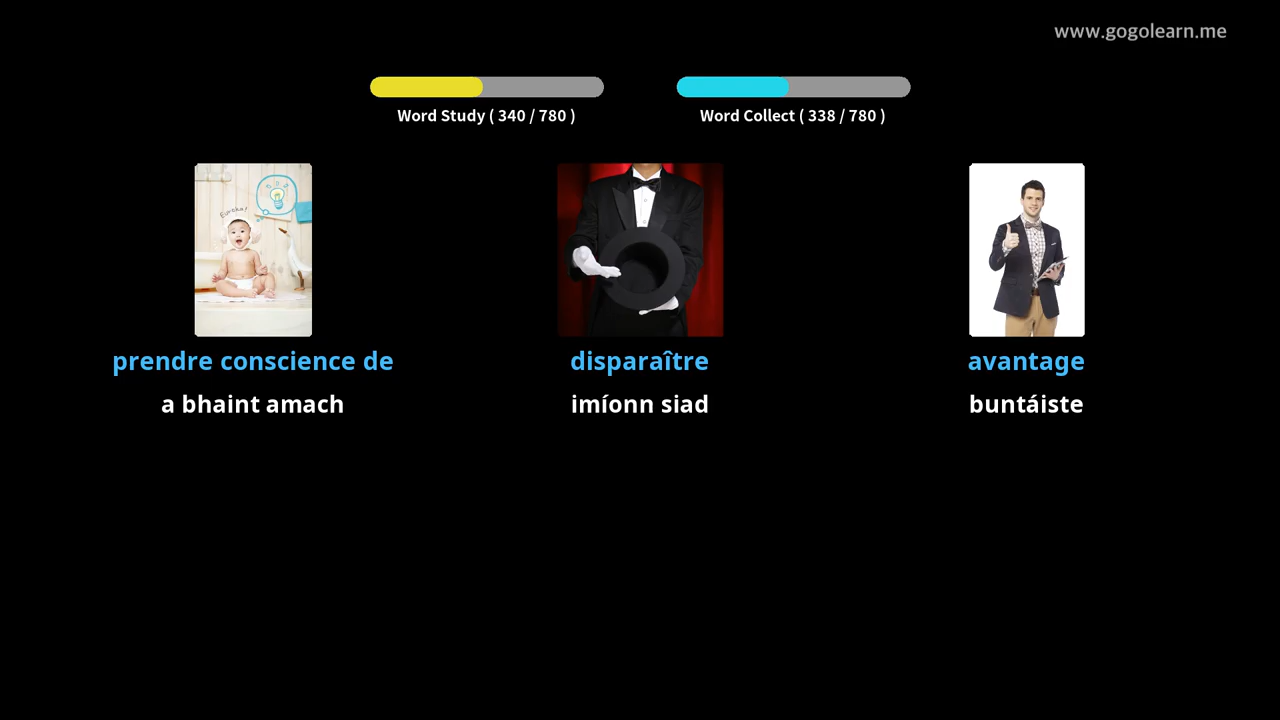 www.gogolearn.me
Word Study ( 340 / 780 )
Word Collect ( 338 / 780 )
Eureka!
prendre conscience de
disparaître
avantage
a bhaint amach
imíonn siad
buntáiste